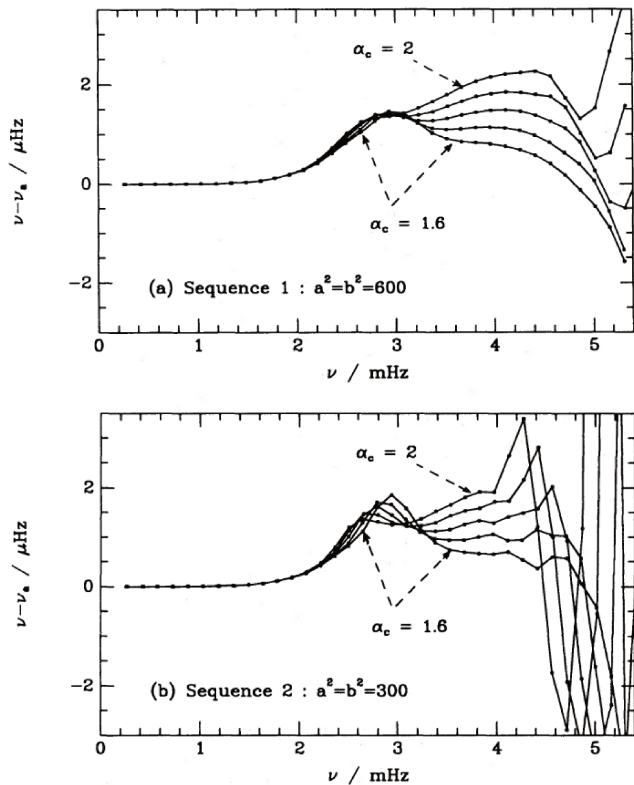 2
0
−2
ν−νₐ / μHz
α_c = 2
α_c = 1.6
(a) Sequence 1 : a²=b²=600
0 1 2 3 4 5
ν / mHz
2
0
−2
ν−νₐ / μHz
α_c = 2
α_c = 1.6
(b) Sequence 2 : a²=b²=300
0 1 2 3 4 5
ν / mHz